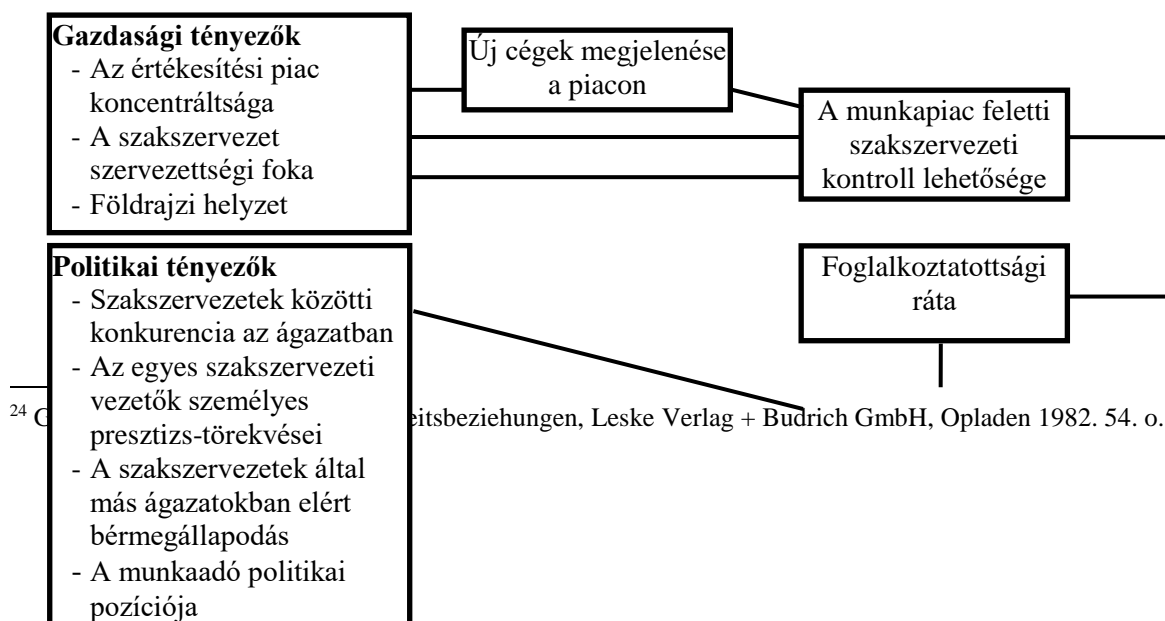 Gazdasági tényezők
- Az értékesítési piac
koncentráltsága
- A szakszervezet
szervezettségi foka
- Földrajzi helyzet
Új cégek megjelenése
a piacon
A munkapiac feletti
szakszervezeti
kontroll lehetősége
Politikai tényezők
- Szakszervezetek közötti
konkurencia az ágazatban
- Az egyes szakszervezeti
vezetők személyes
presztizs-törekvései
- A szakszervezetek által
más ágazatokban elért
bérmegállapodás
- A munkaadó politikai
pozíciója
Foglalkoztatottsági
ráta
24 G eitsbeziehungen, Leske Verlag + Budrich GmbH, Opladen 1982. 54. o.